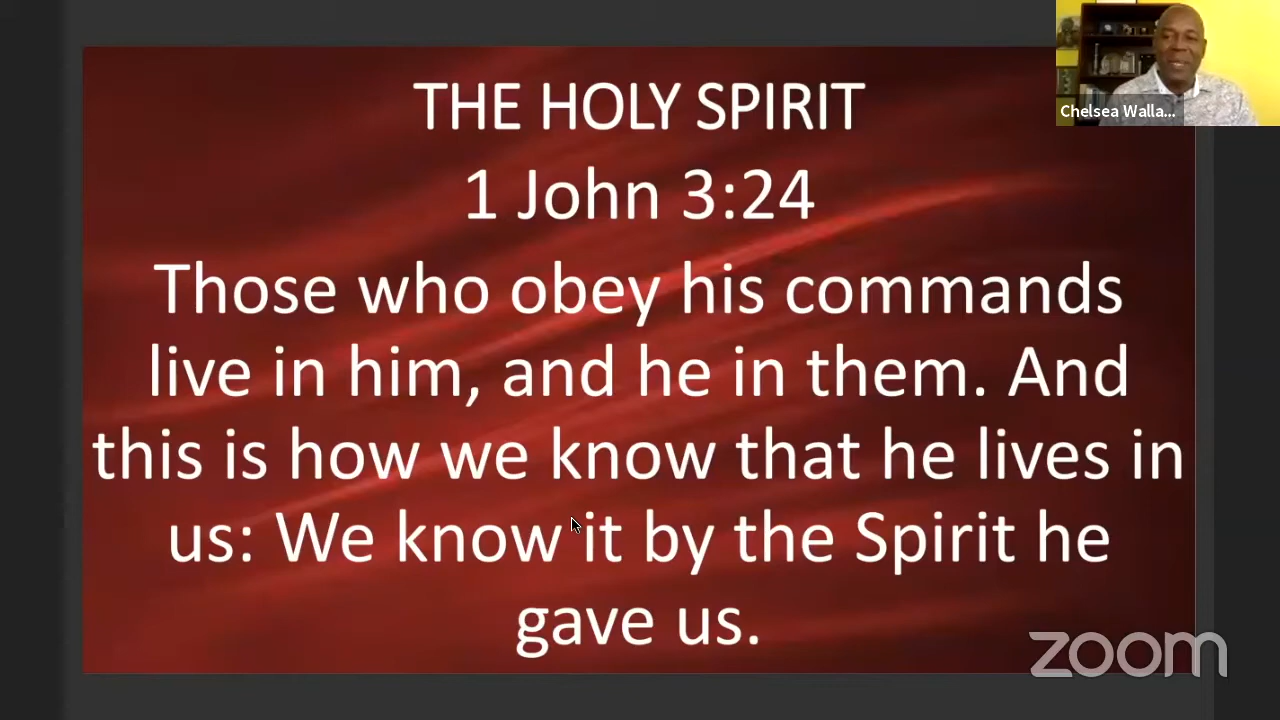 THE HOLY SPIRIT
1 John 3:24
Those who obey his commands
live in him, and he in them. And
this is how we know that he lives in
us: We know it by the Spirit he
gave us.
Chelsea Walla...
zoom